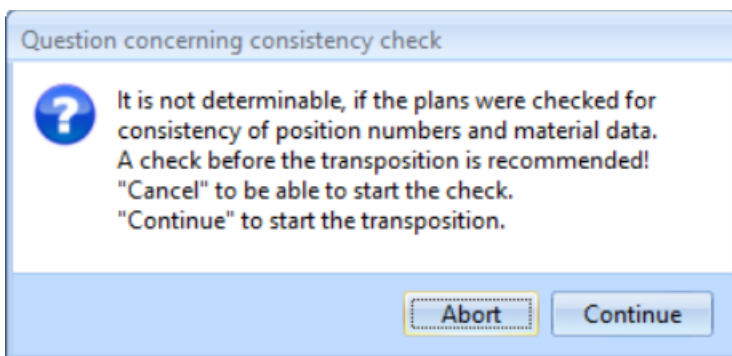 Question concerning consistency check
It is not determinable, if the plans were checked for
consistency of position numbers and material data.
A check before the transposition is recommended!
"Cancel" to be able to start the check.
"Continue" to start the transposition.
Abort
Continue